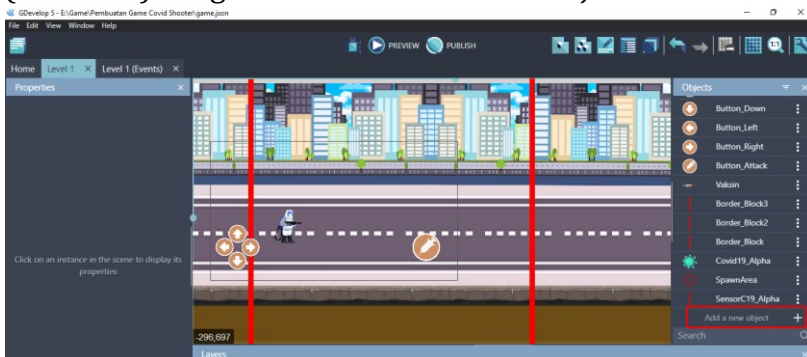 GDevelop 5 - E:\Game\Pembuatan Game Covid Shooter\game.json
File Edit View Window Help
PREVIEW PUBLISH
1:1
Home Level 1 × Level 1 (Events) ×
Properties ×
Objects
Button_Down
Button_Left
Button_Right
Button_Attack
Vaksin
Border_Block3
Border_Block2
Border_Block
Covid19_Alpha
SpawnArea
SensorC19_Alpha
Add a new object +
Search
Click on an instance in the scene to display its
properties
-296;697
Layers